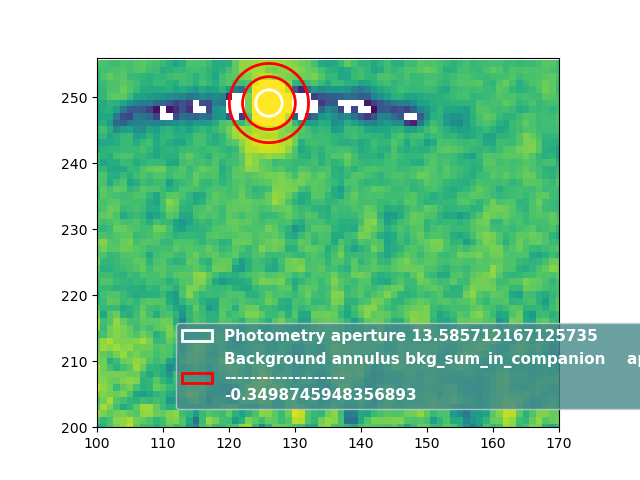 250
240
230
220
210
200
100 110 120 130 140 150 160 170
Photometry aperture 13.585712167125735
Background annulus bkg_sum_in_companion ap
--------------------
-0.3498745948356893